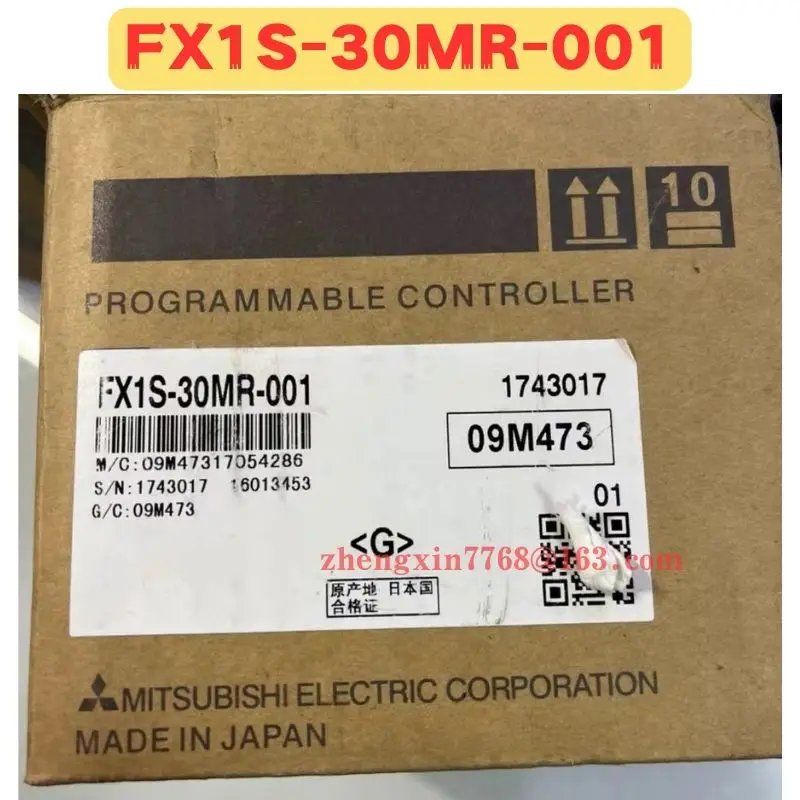 FX1S-30MR-001
10
PROGRAMMABLE CONTROLLER
FX1S-30MR-001
1743017
M/C:09M47317054286
09M473
S/N:1743017 16013453
G/C:09M473
01
<G>
zhengxin7768@163.com
原产地 日本国
合格证
MITSUBISHI ELECTRIC CORPORATION
MADE IN JAPAN